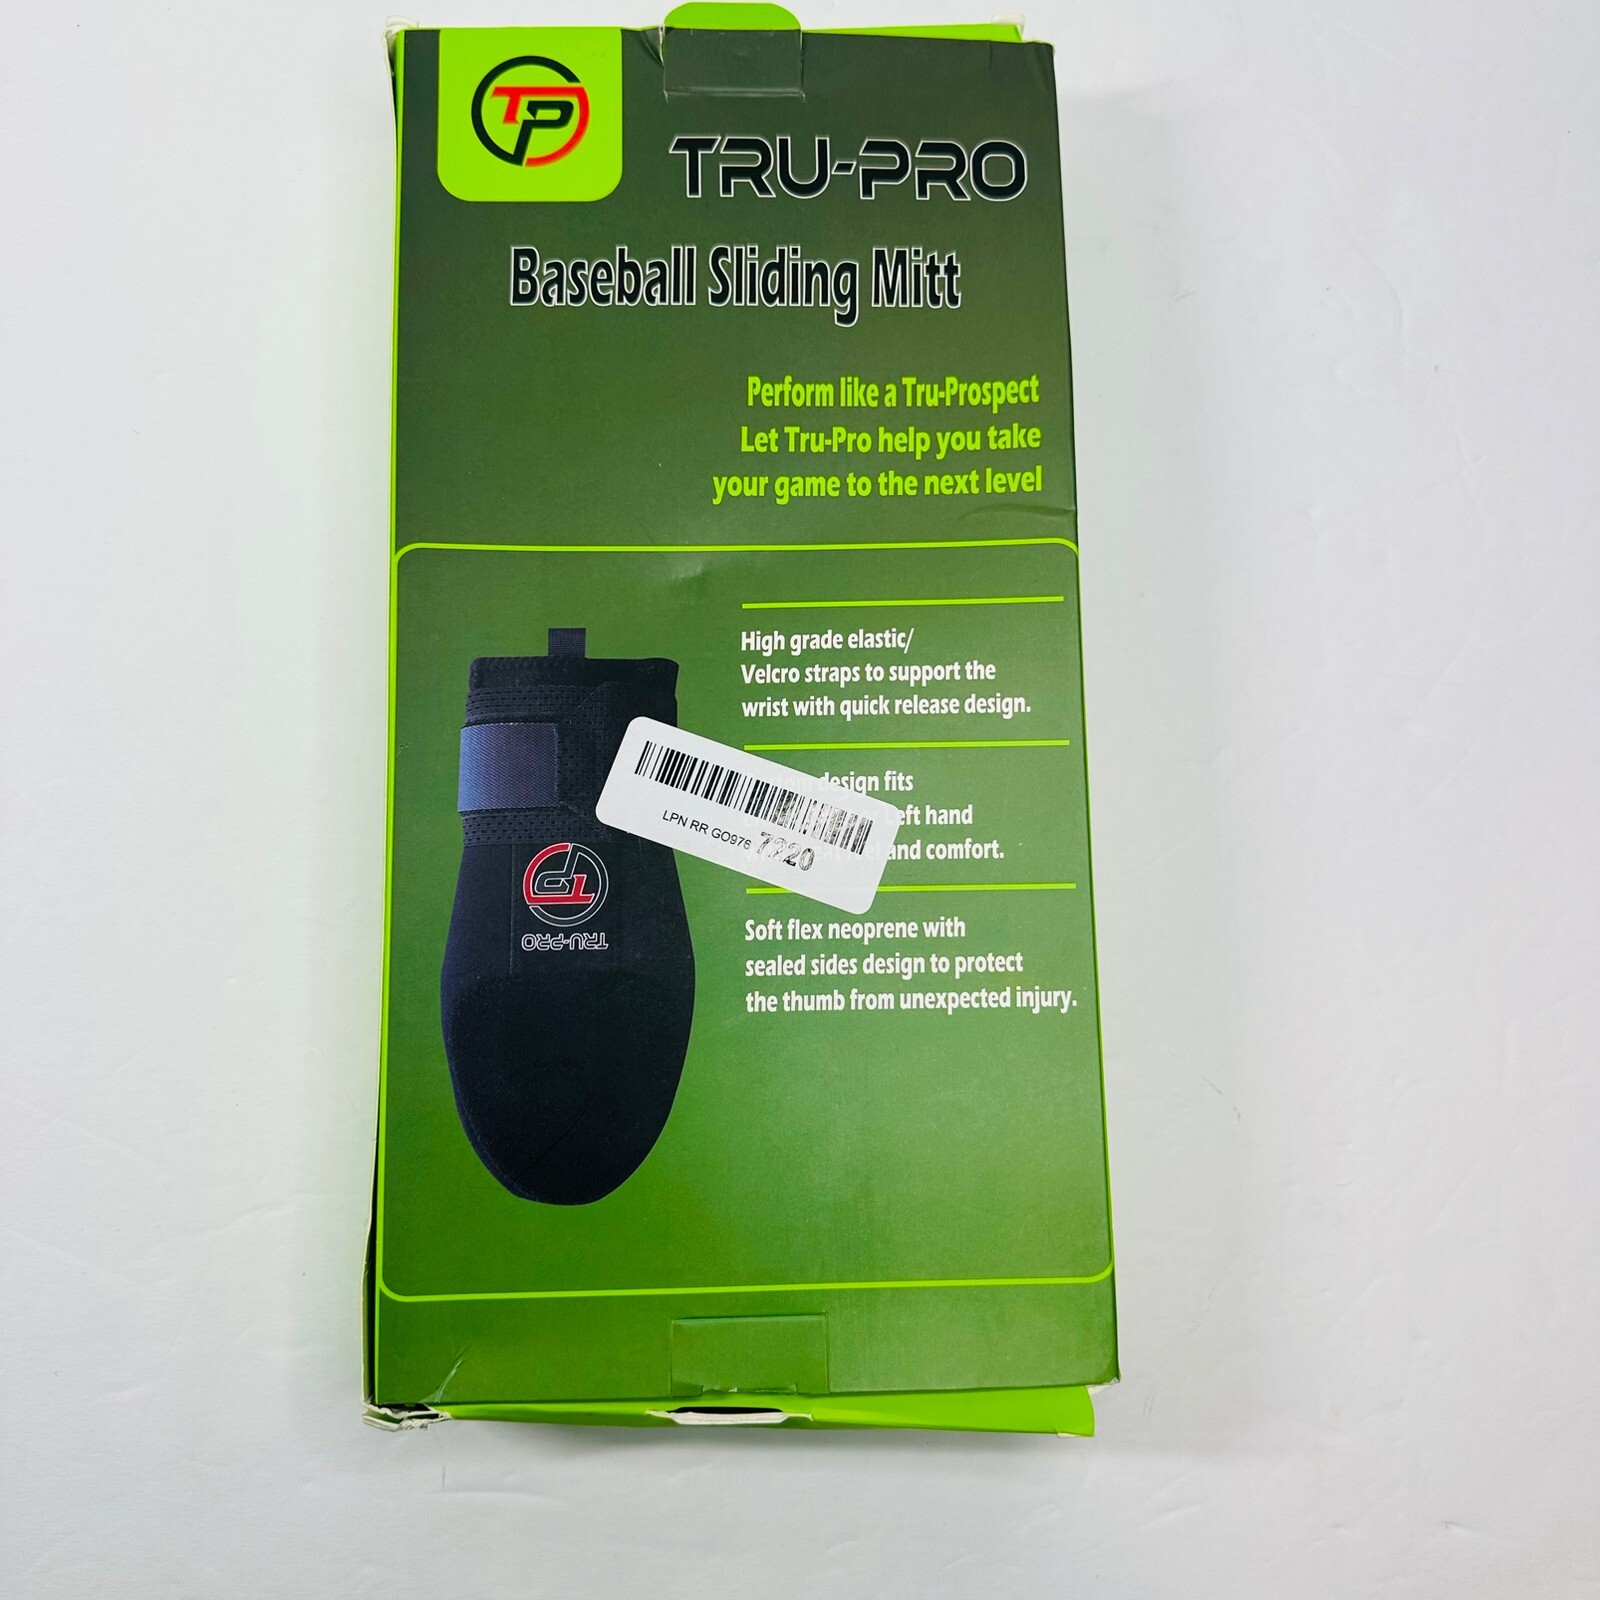 TP
TRU-PRO
Baseball Sliding Mitt
Perform like a Tru-Prospect
Let Tru-Pro help you take
your game to the next level
High grade elastic/
Velcro straps to support the
wrist with quick release design.
design fits
Left hand
and comfort.
LPN RR GO976 7220
Soft flex neoprene with
sealed sides design to protect
the thumb from unexpected injury.
TP
TRU-PRO